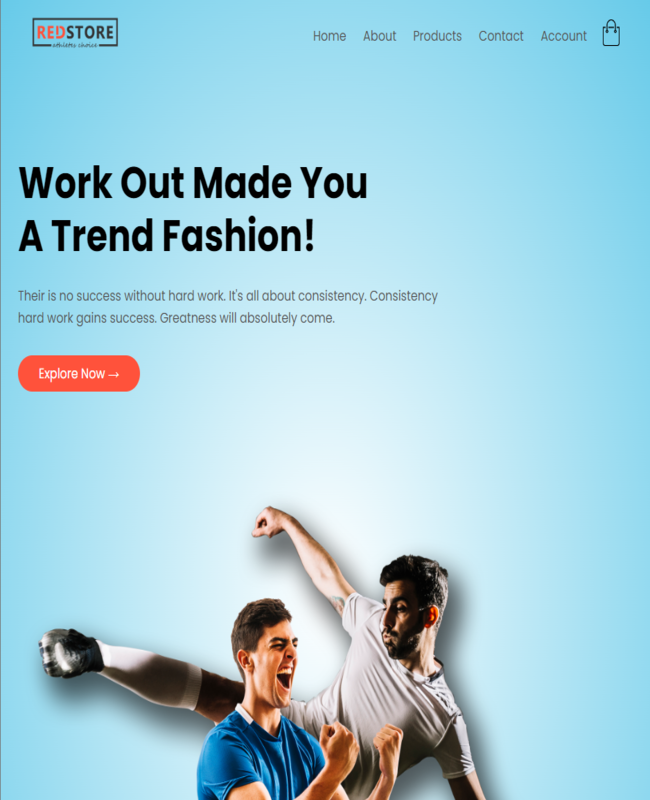 REDSTORE
athletes choice
Home About Products Contact Account
Work Out Made You
A Trend Fashion!
Their is no success without hard work. It's all about consistency. Consistency
hard work gains success. Greatness will absolutely come.
Explore Now →